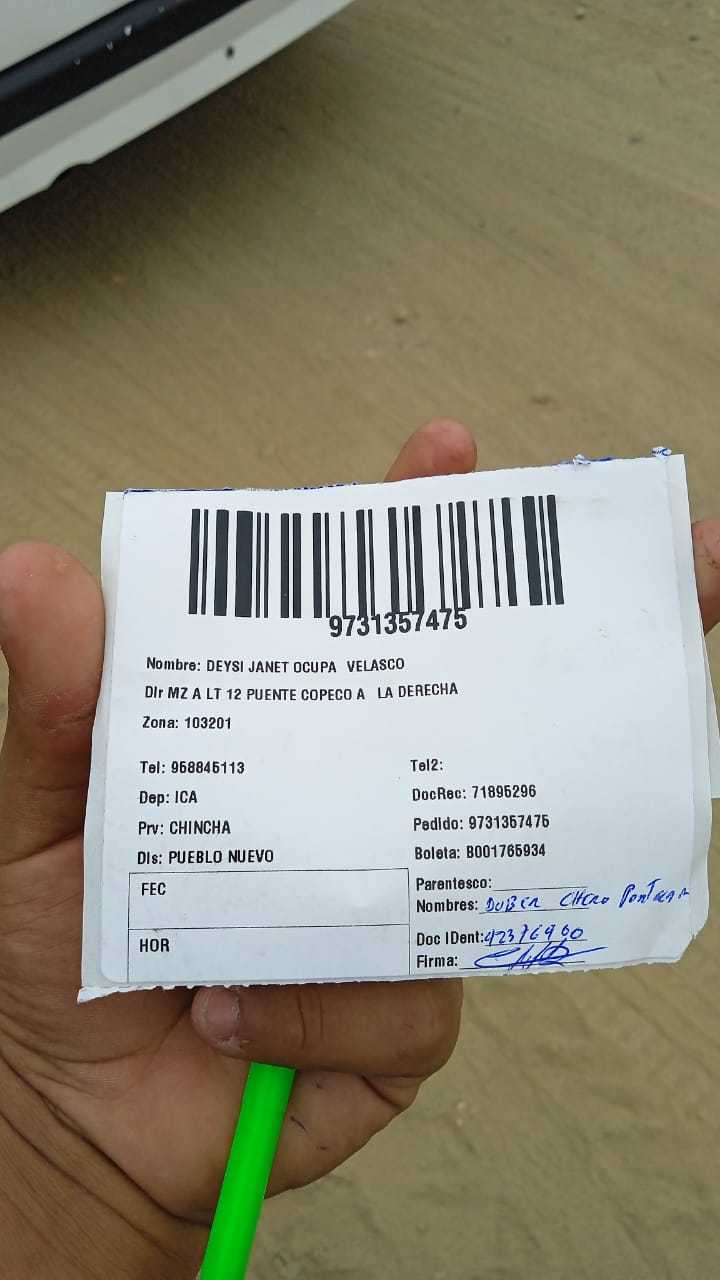 9731357475
Nombre: DEYSI JANET OCUPA VELASCO
Dir MZ A LT 12 PUENTE COPECO A LA DERECHA
Zona: 103201
Tel: 958845113
Tel2:
Dep: ICA
DocRec: 71895296
Prv: CHINCHA
Pedido: 9731357475
Dis: PUEBLO NUEVO
Boleta: B001765934
FEC
Parentesco:
Nombres: DUBER CHERO
HOR
Doc IDent:
Firma: